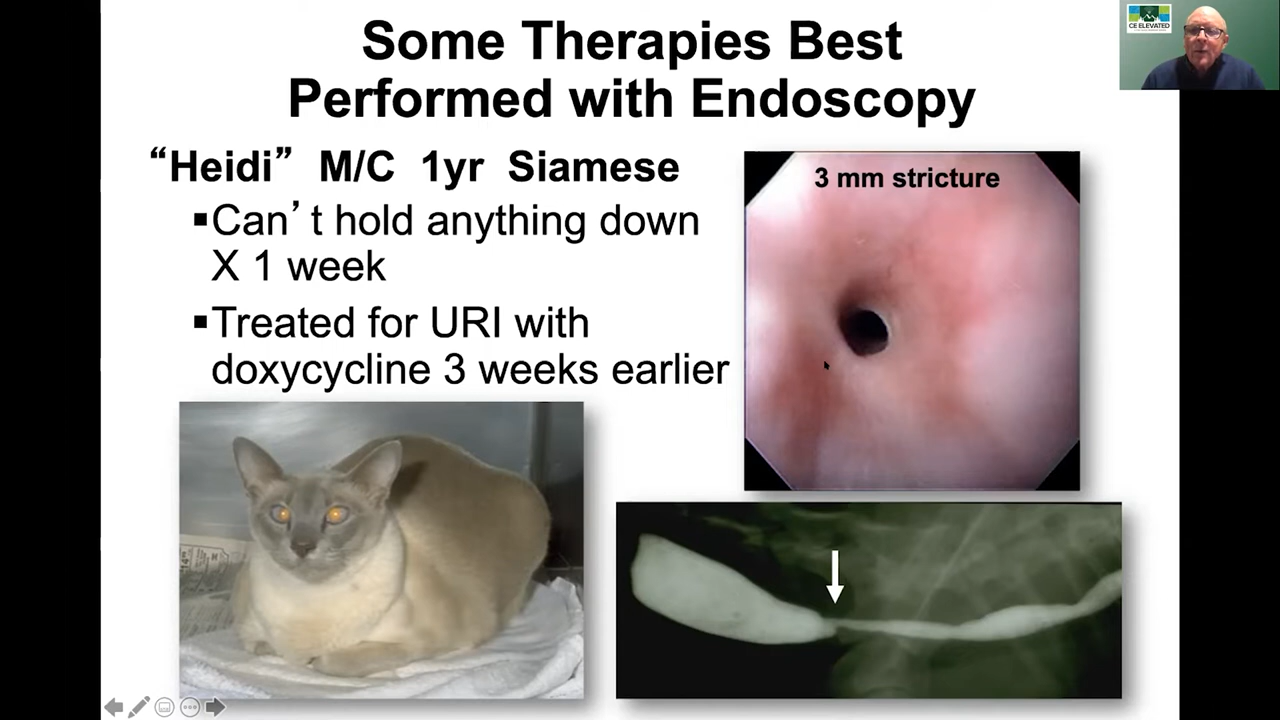 Some Therapies Best
Performed with Endoscopy
CE ELEVATED
“Heidi” M/C 1yr Siamese
▪Can’t hold anything down
X 1 week
▪Treated for URI with
doxycycline 3 weeks earlier
3 mm stricture